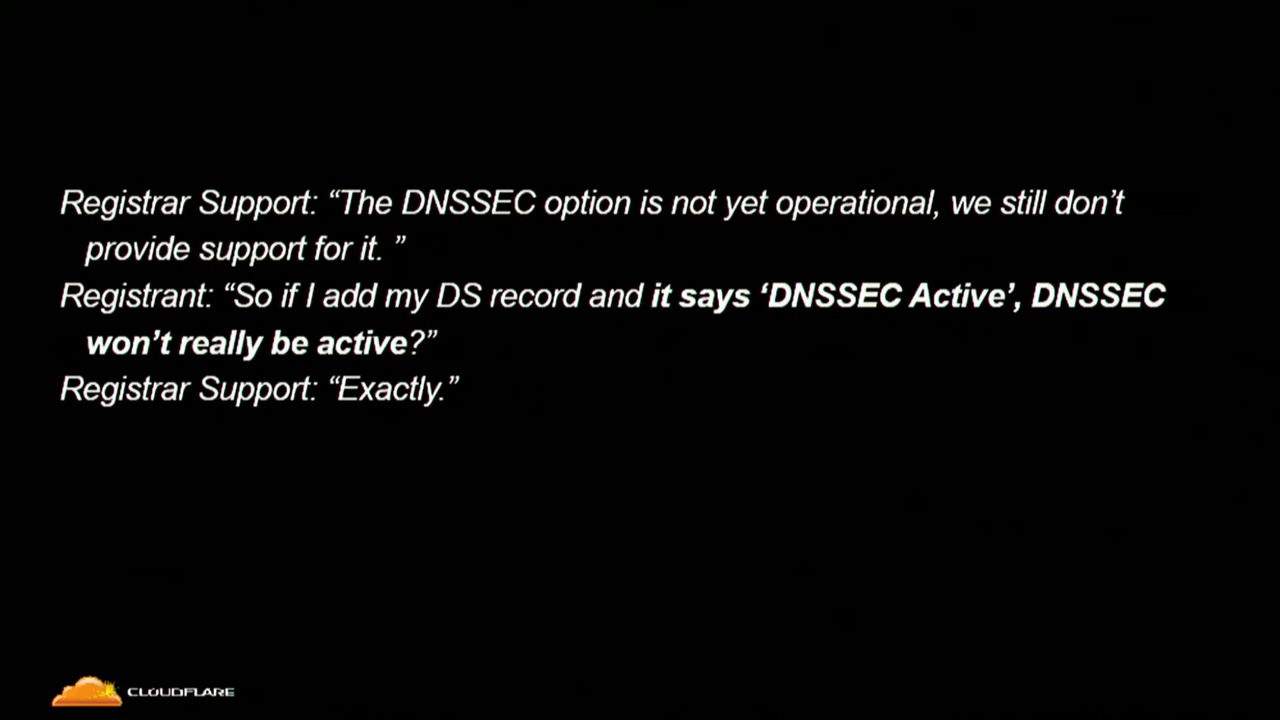 Registrar Support: “The DNSSEC option is not yet operational, we still don’t
provide support for it. ”
Registrant: “So if I add my DS record and it says ‘DNSSEC Active’, DNSSEC
won’t really be active?”
Registrar Support: “Exactly.”
CLOUDFLARE